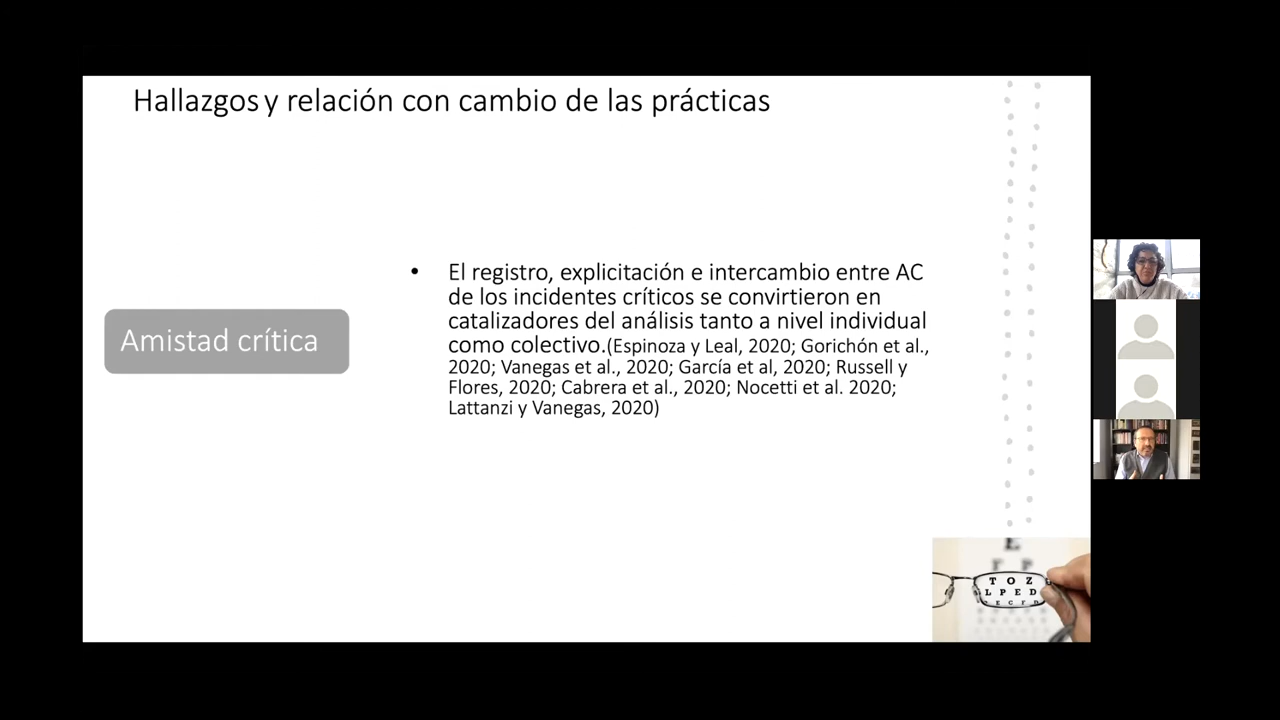 Hallazgos y relación con cambio de las prácticas
Amistad crítica
• El registro, explicitación e intercambio entre AC
de los incidentes críticos se convirtieron en
catalizadores del análisis tanto a nivel individual
como colectivo.(Espinoza y Leal, 2020; Gorichón et al.,
2020; Vanegas et al., 2020; García et al, 2020; Russell y
Flores, 2020; Cabrera et al., 2020; Nocetti et al. 2020;
Lattanzi y Vanegas, 2020)
E
F P
T O Z
L P E D